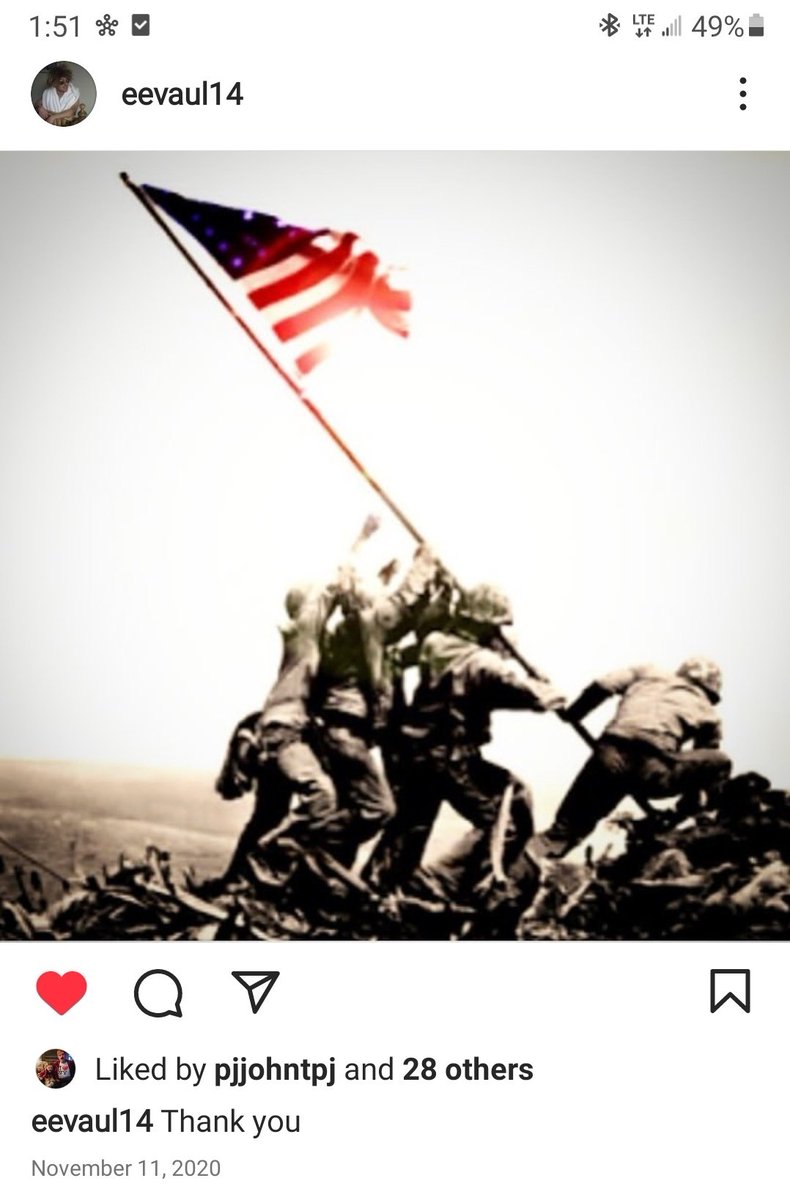 1:51 LTE 49%
eevaul14
Liked by pjjohntpj and 28 others
eevaul14 Thank you
November 11, 2020